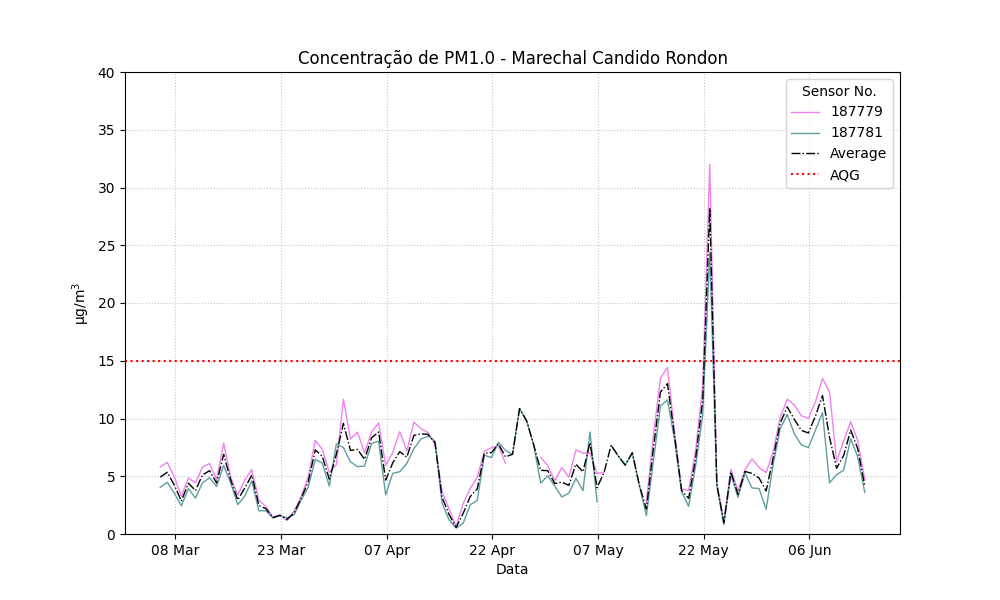 Concentração de PM1.0 - Marechal Candido Rondon
40
35
30
25
20
15
10
5
0
µg/m³
Sensor No.
187779
187781
Average
AQG
08 Mar
23 Mar
07 Apr
22 Apr
07 May
22 May
06 Jun
Data